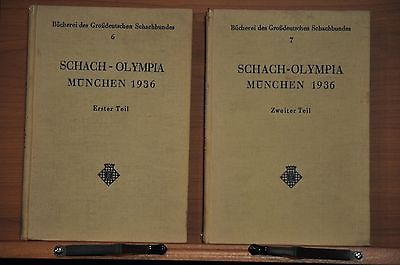 Bücherei des Großdeutschen Schachbundes
6
SCHACH-OLYMPIA
MÜNCHEN 1936
Erster Teil
Bücherei des Großdeutschen Schachbundes
7
SCHACH-OLYMPIA
MÜNCHEN 1936
Zweiter Teil